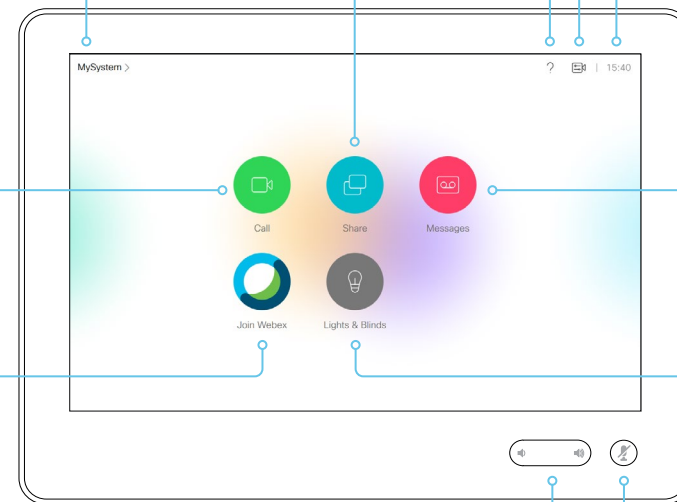 MySystem >
? | 15:40
Call
Share
Messages
Join Webex
Lights & Blinds